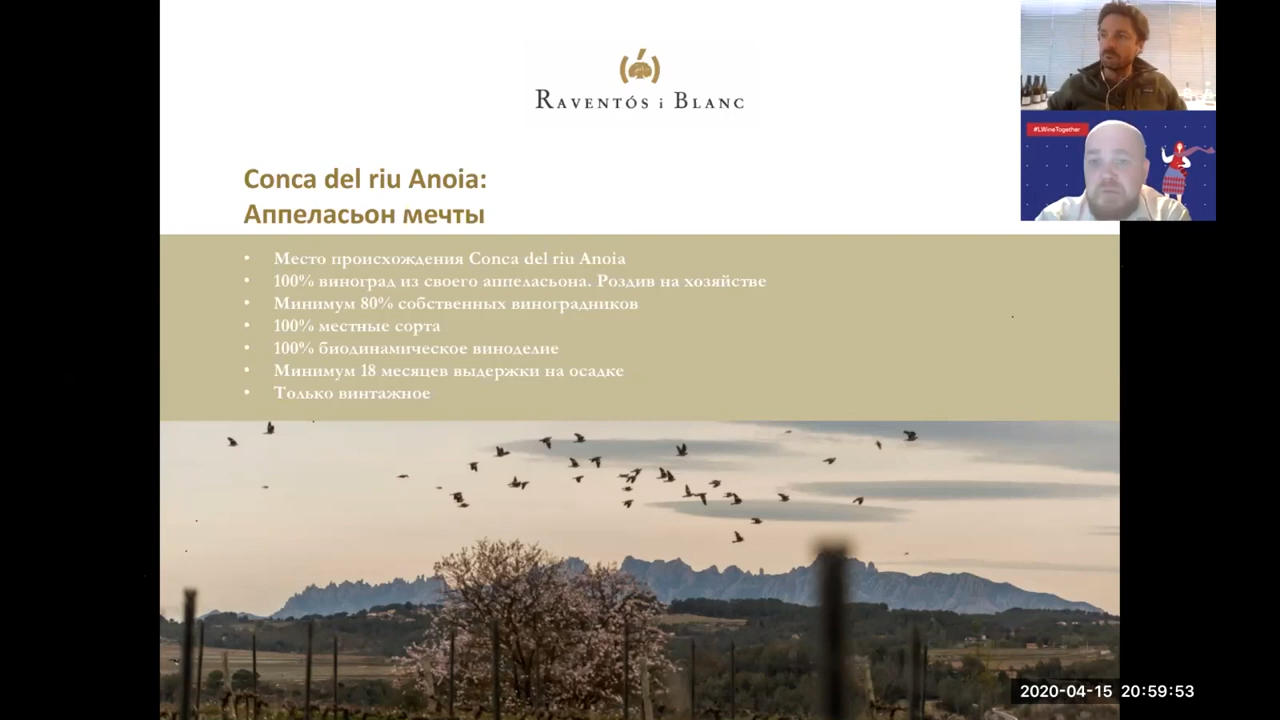 RAVENTÓS i BLANC
#LWineTogether
Conca del riu Anoia:
Аппеласьон мечты
• Место происхождения Conca del riu Anoia
• 100% виноград из своего аппеласьона. Роздив на хозяйстве
• Минимум 80% собственных виноградников
• 100% местные сорта
• 100% биодинамическое виноделие
• Минимум 18 месяцев выдержки на осадке
• Только винтажное
2020-04-15 20:59:53